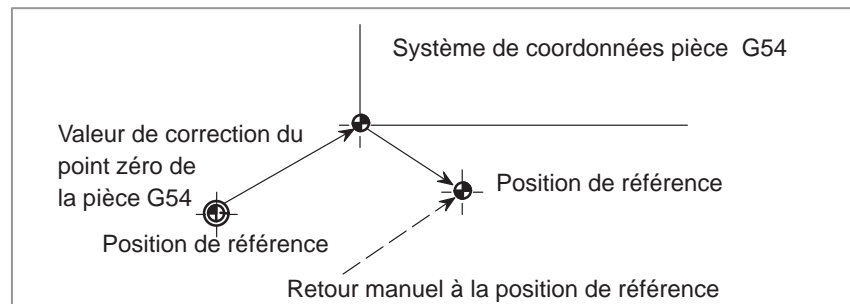 Système de coordonnées pièce G54
Valeur de correction du
point zéro de
la pièce G54
Position de référence
Position de référence
Retour manuel à la position de référence